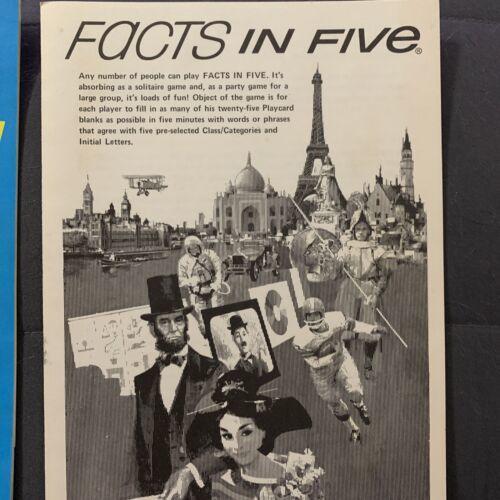 FACTS IN FIVE®
Any number of people can play FACTS IN FIVE. It's
absorbing as a solitaire game and, as a party game for a
large group, it's loads of fun! Object of the game is for
each player to fill in as many of his twenty-five Playcard
blanks as possible in five minutes with words or phrases
that agree with five pre-selected Class/Categories and
Initial Letters.